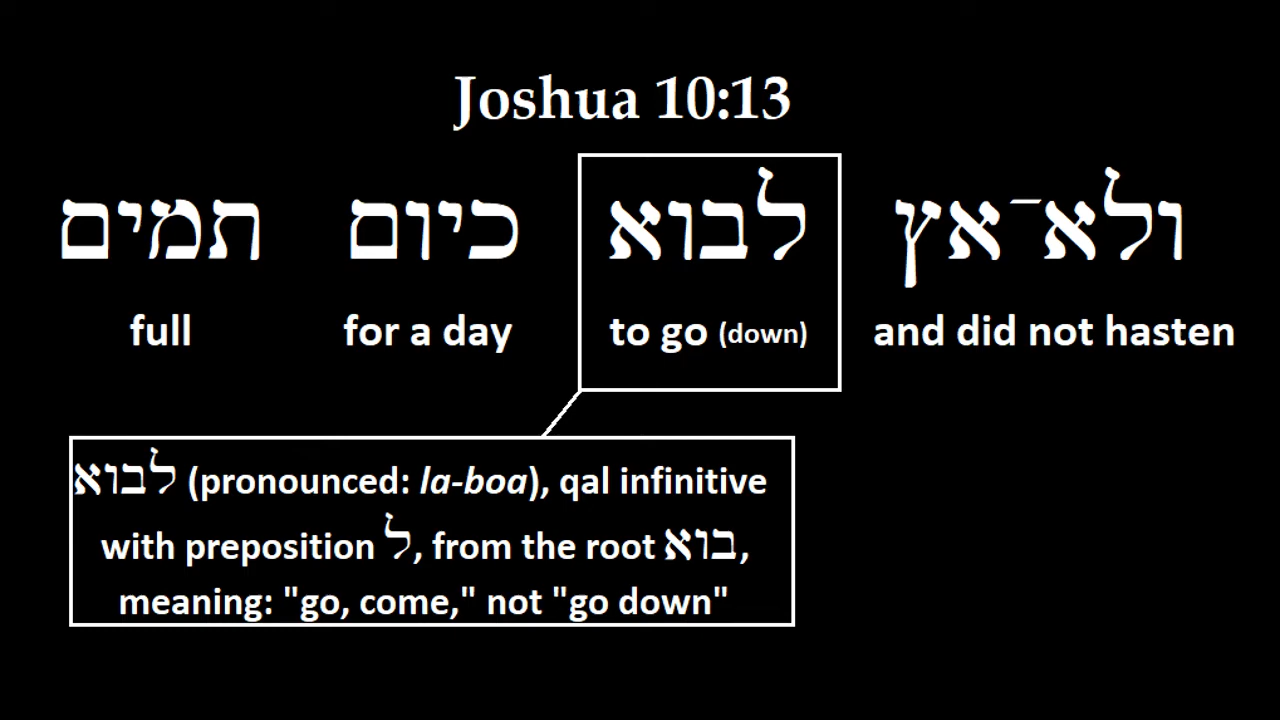 Joshua 10:13
ולא־אץ לבוא כיום תמים
full for a day to go (down) and did not hasten
לבוא (pronounced: la-boa), qal infinitive
with preposition ל, from the root בוא,
meaning: "go, come," not "go down"